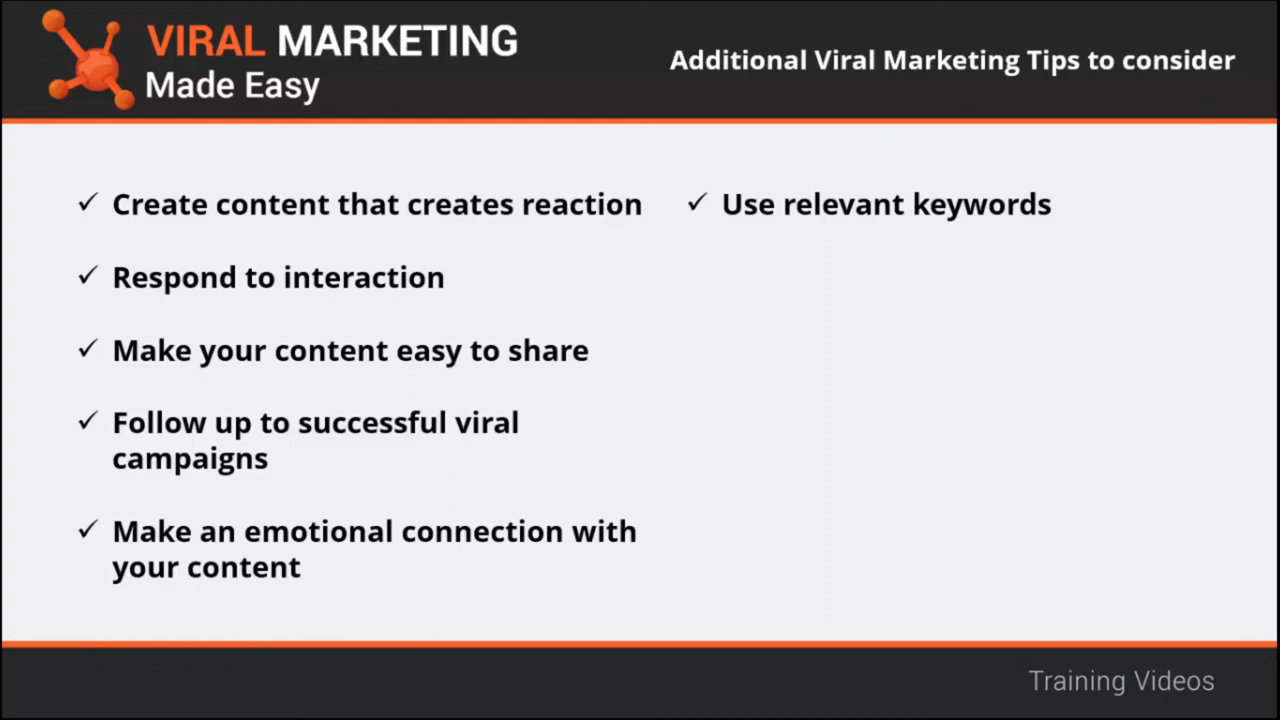 VIRAL MARKETING
Made Easy
Additional Viral Marketing Tips to consider
✓ Create content that creates reaction
✓ Respond to interaction
✓ Make your content easy to share
✓ Follow up to successful viral
campaigns
✓ Make an emotional connection with
your content
✓ Use relevant keywords
Training Videos